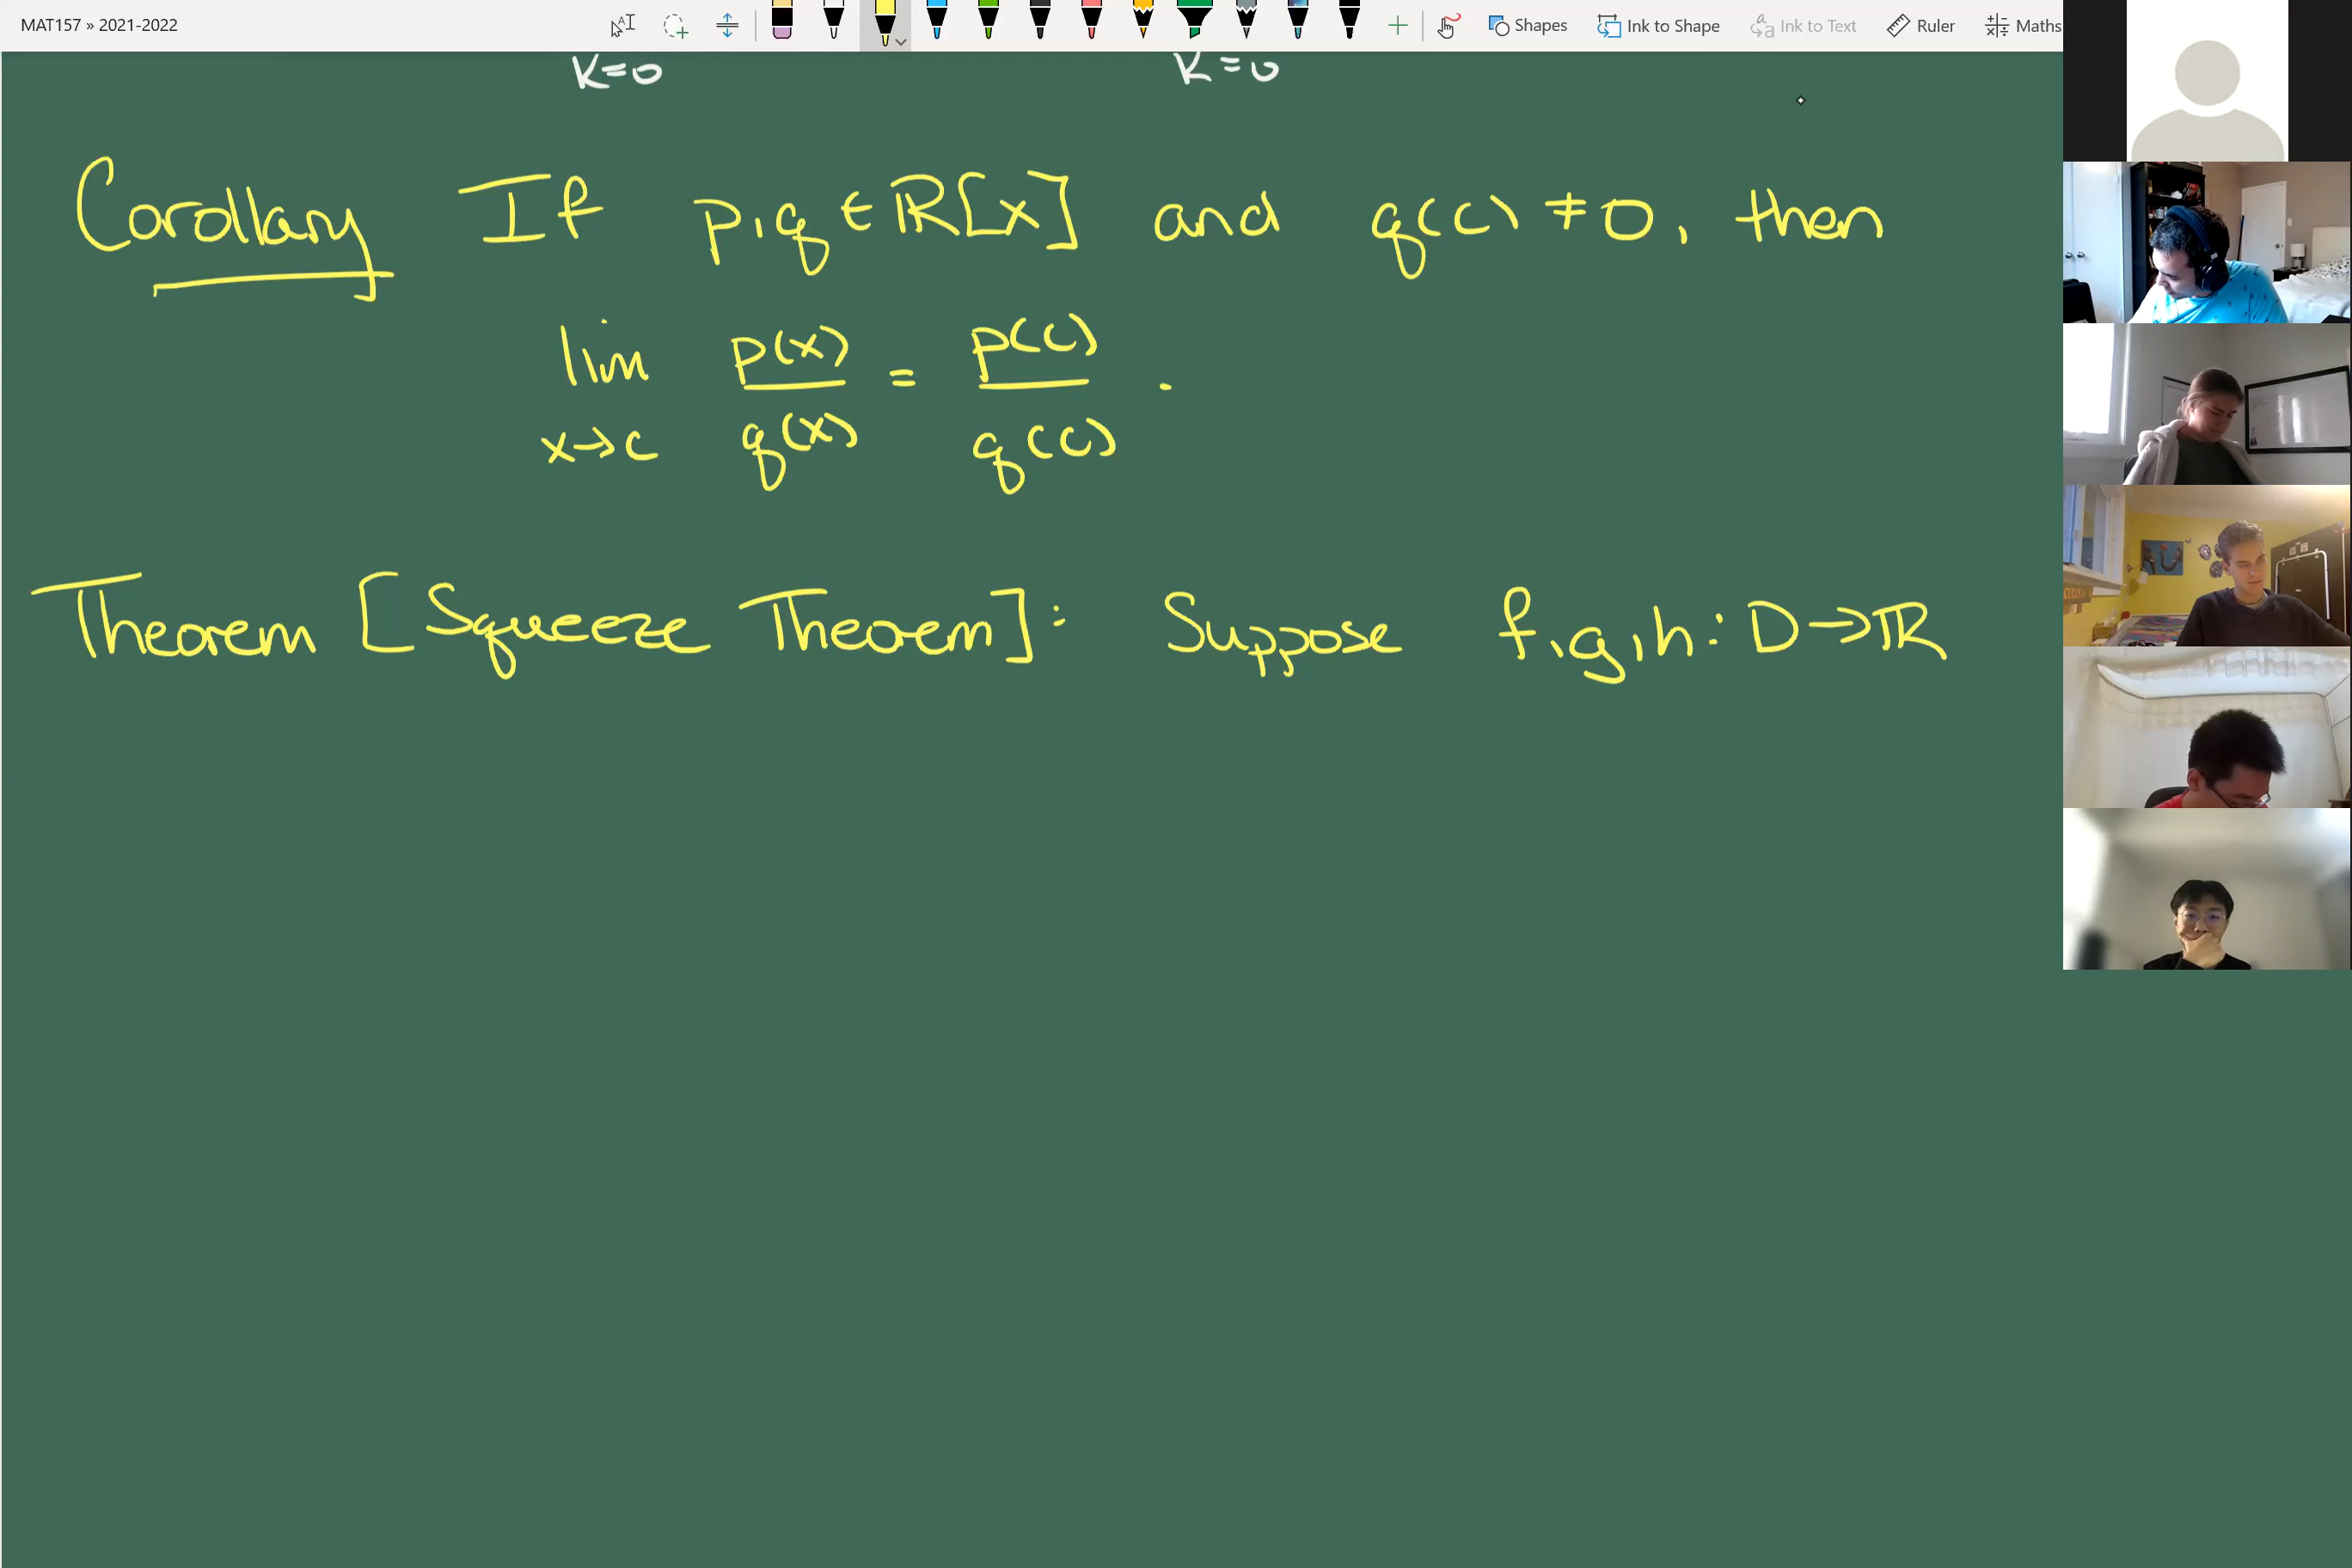 MAT157 » 2021-2022
Shapes
Ink to Shape
Ink to Text
Ruler
Maths
K=0 K=0
Corollary If p,q ∈ ℝ[x] and q(c) ≠ 0, then
lim p(x) = p(c) .
x→c q(x) q(c)
Theorem [Squeeze Theorem]: Suppose f,g,h: D→ℝ